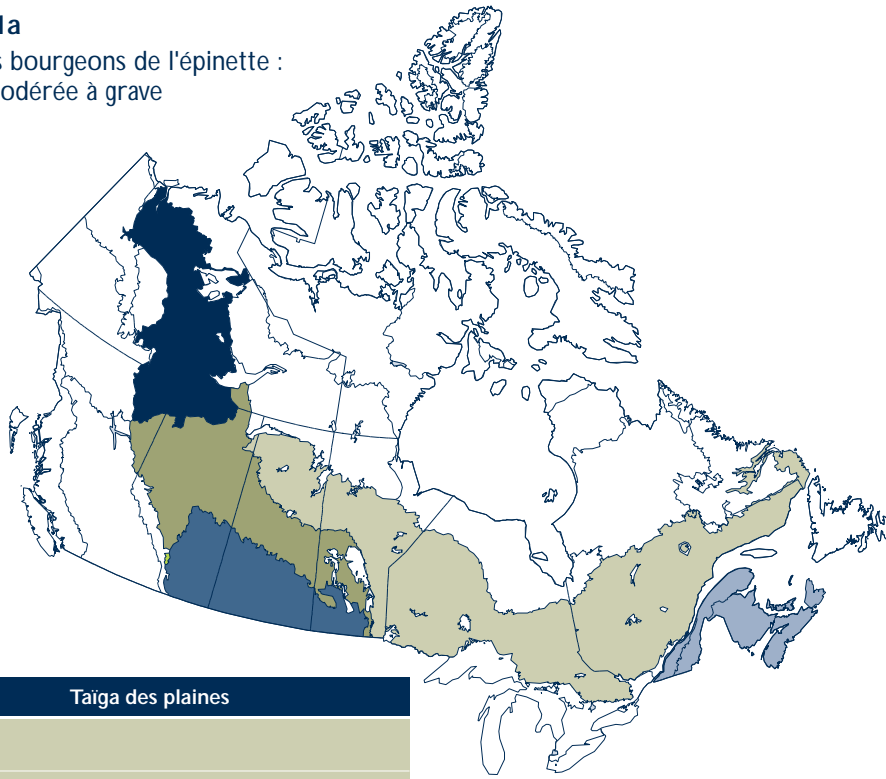 la
s bourgeons de l'épinette :
odérée à grave
Taïga des plaines